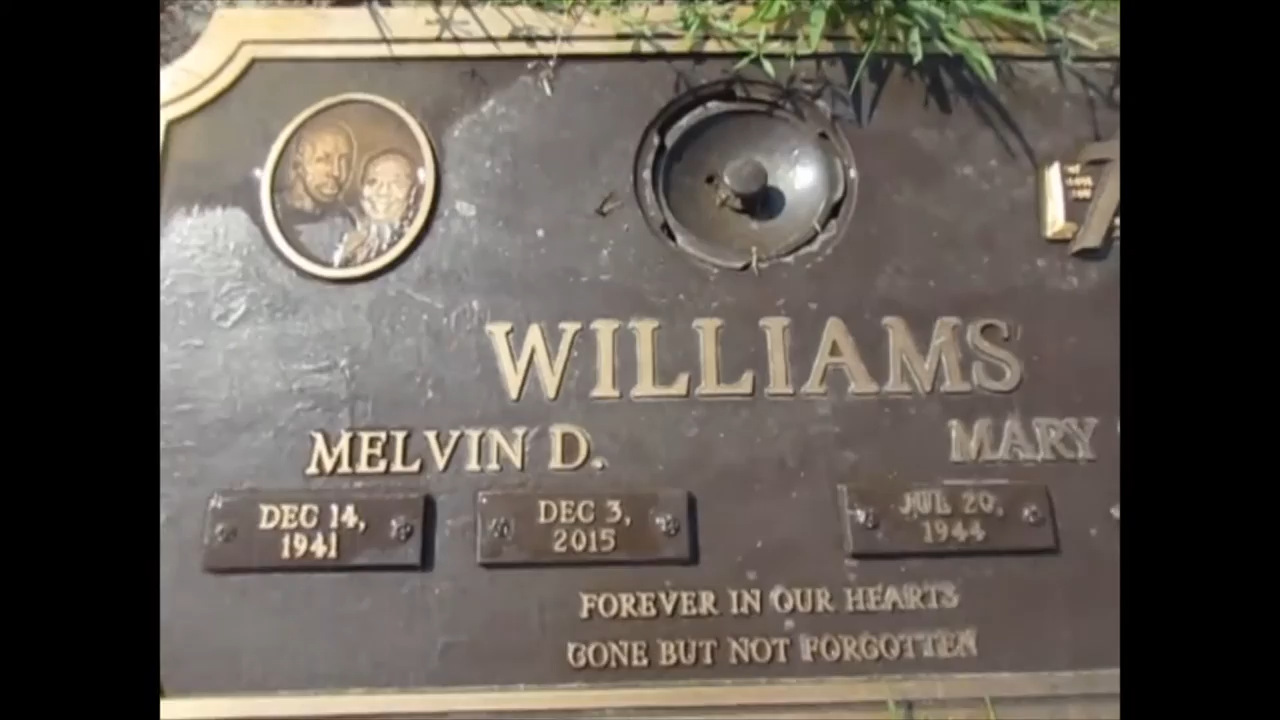 WILLIAMS
MELVIN D.
MARY
DEC 14,
1941
DEC 3,
2015
JUL 20,
1944
FOREVER IN OUR HEARTS
GONE BUT NOT FORGOTTEN